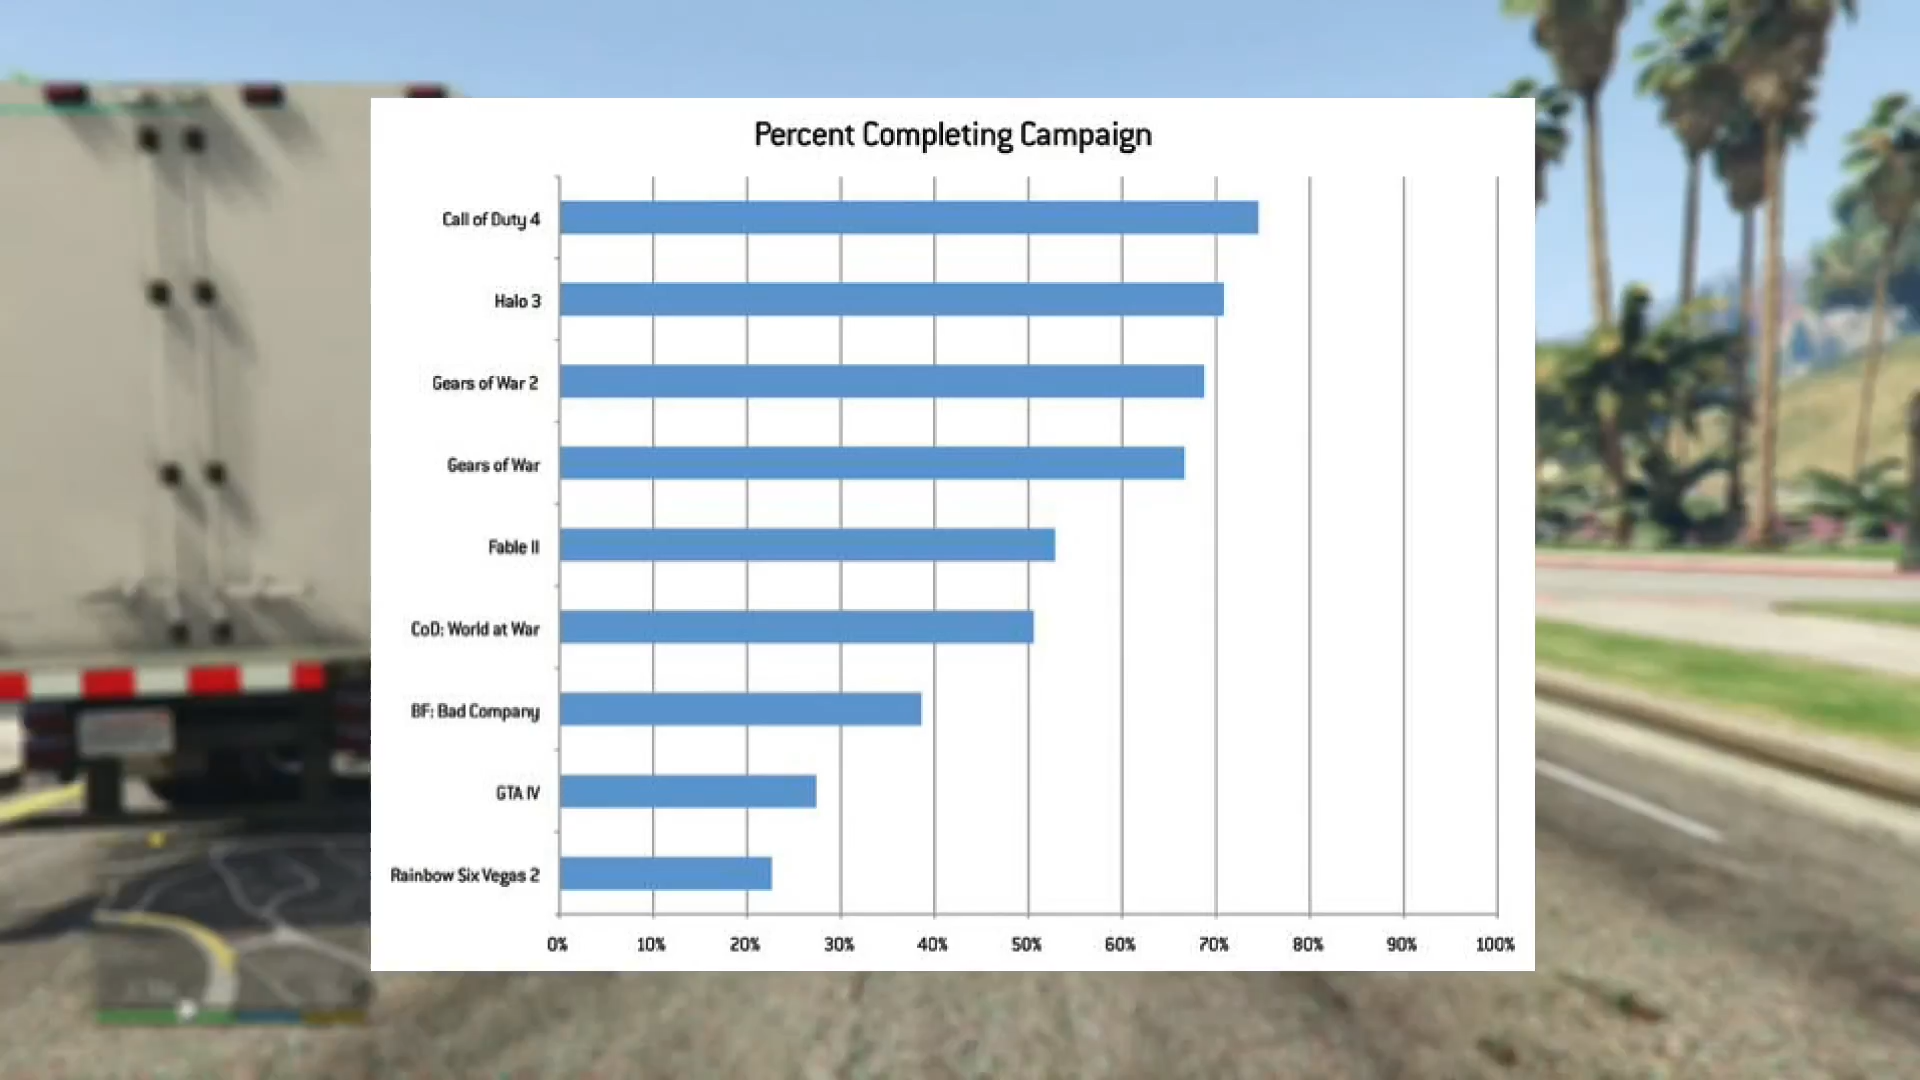 Percent Completing Campaign
Call of Duty 4
Halo 3
Gears of War 2
Gears of War
Fable II
CoD: World at War
BF: Bad Company
GTA IV
Rainbow Six Vegas 2
0% 10% 20% 30% 40% 50% 60% 70% 80% 90% 100%